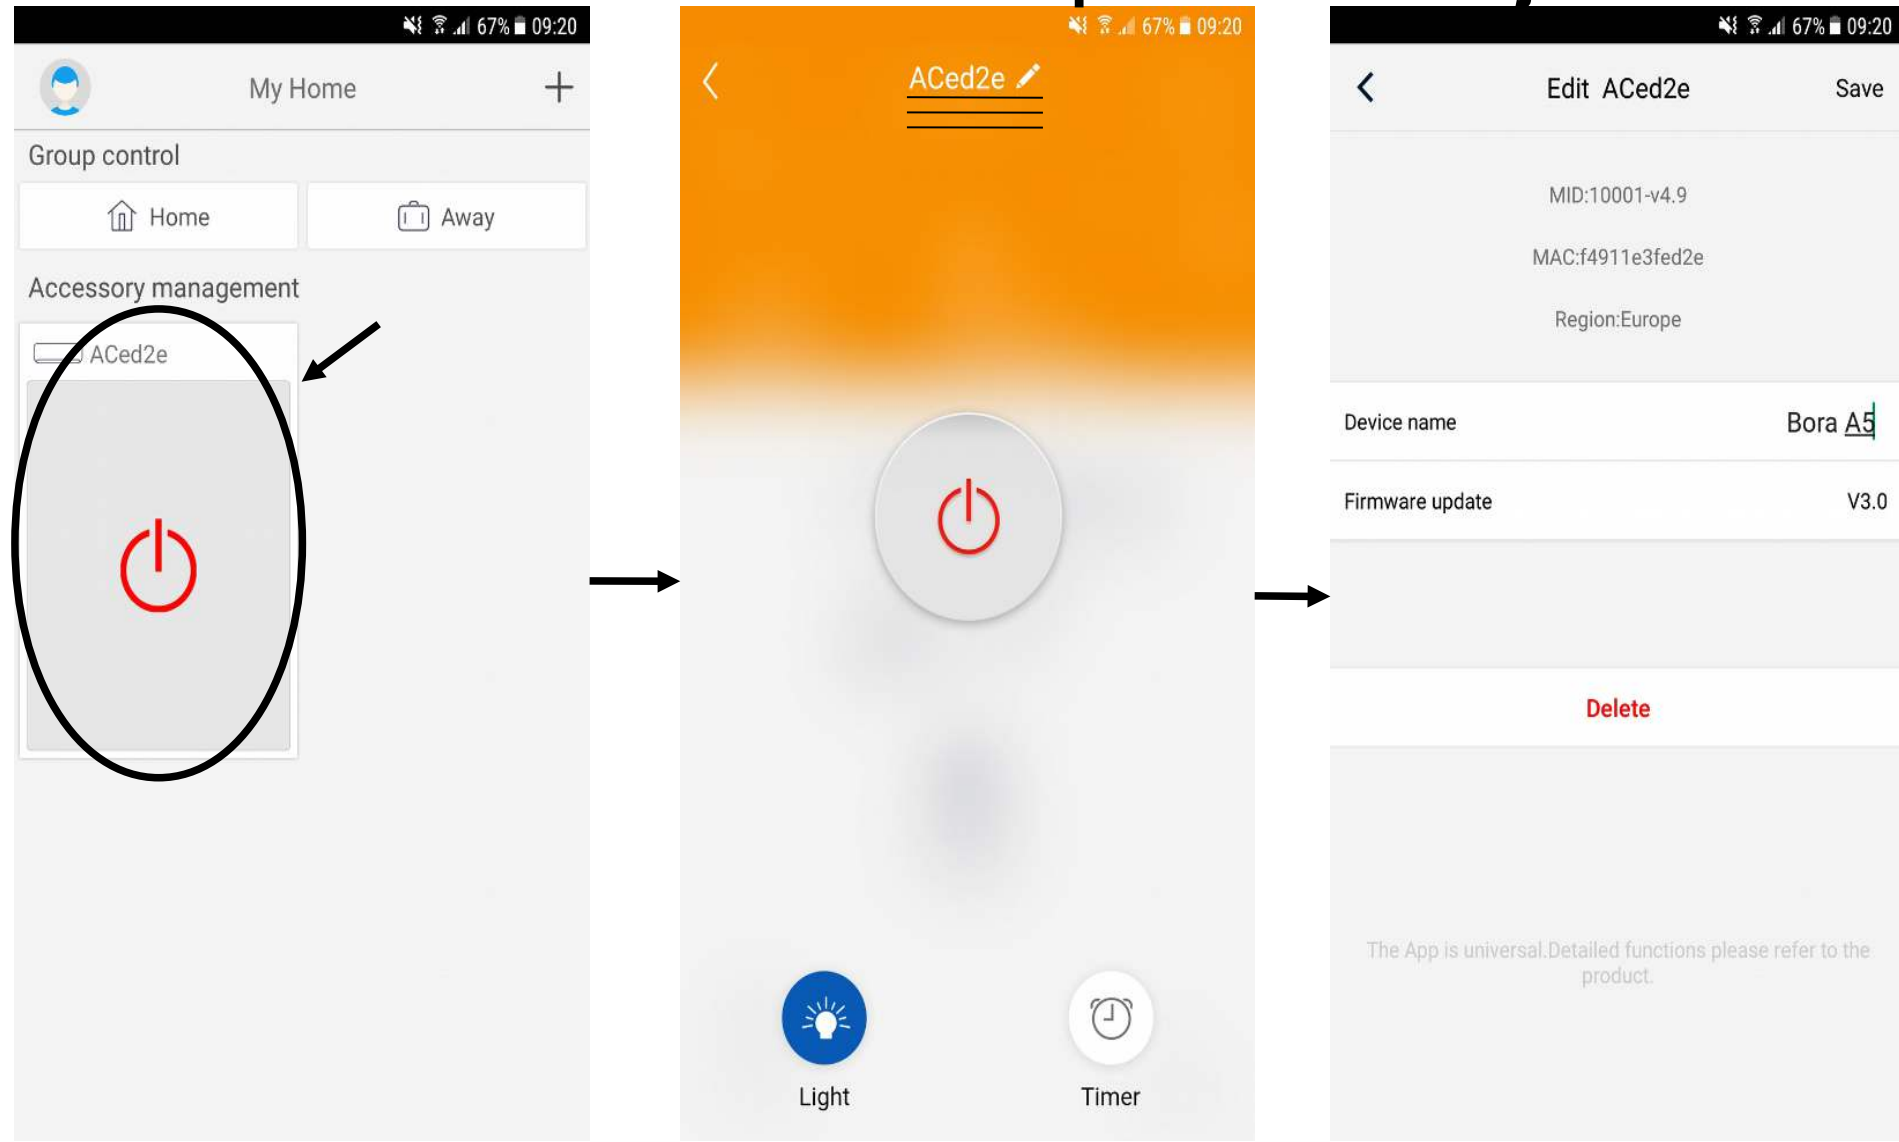 67% 09:20
My Home
Group control
Home
Away
Accessory management
ACed2e
67% 09:20
ACed2e
Light
Timer
67% 09:20
Edit ACed2e
Save
MID:10001-v4.9
MAC:f4911e3fed2e
Region:Europe
Device name
Bora A5
Firmware update
V3.0
Delete
The App is universal.Detailed functions please refer to the
product.